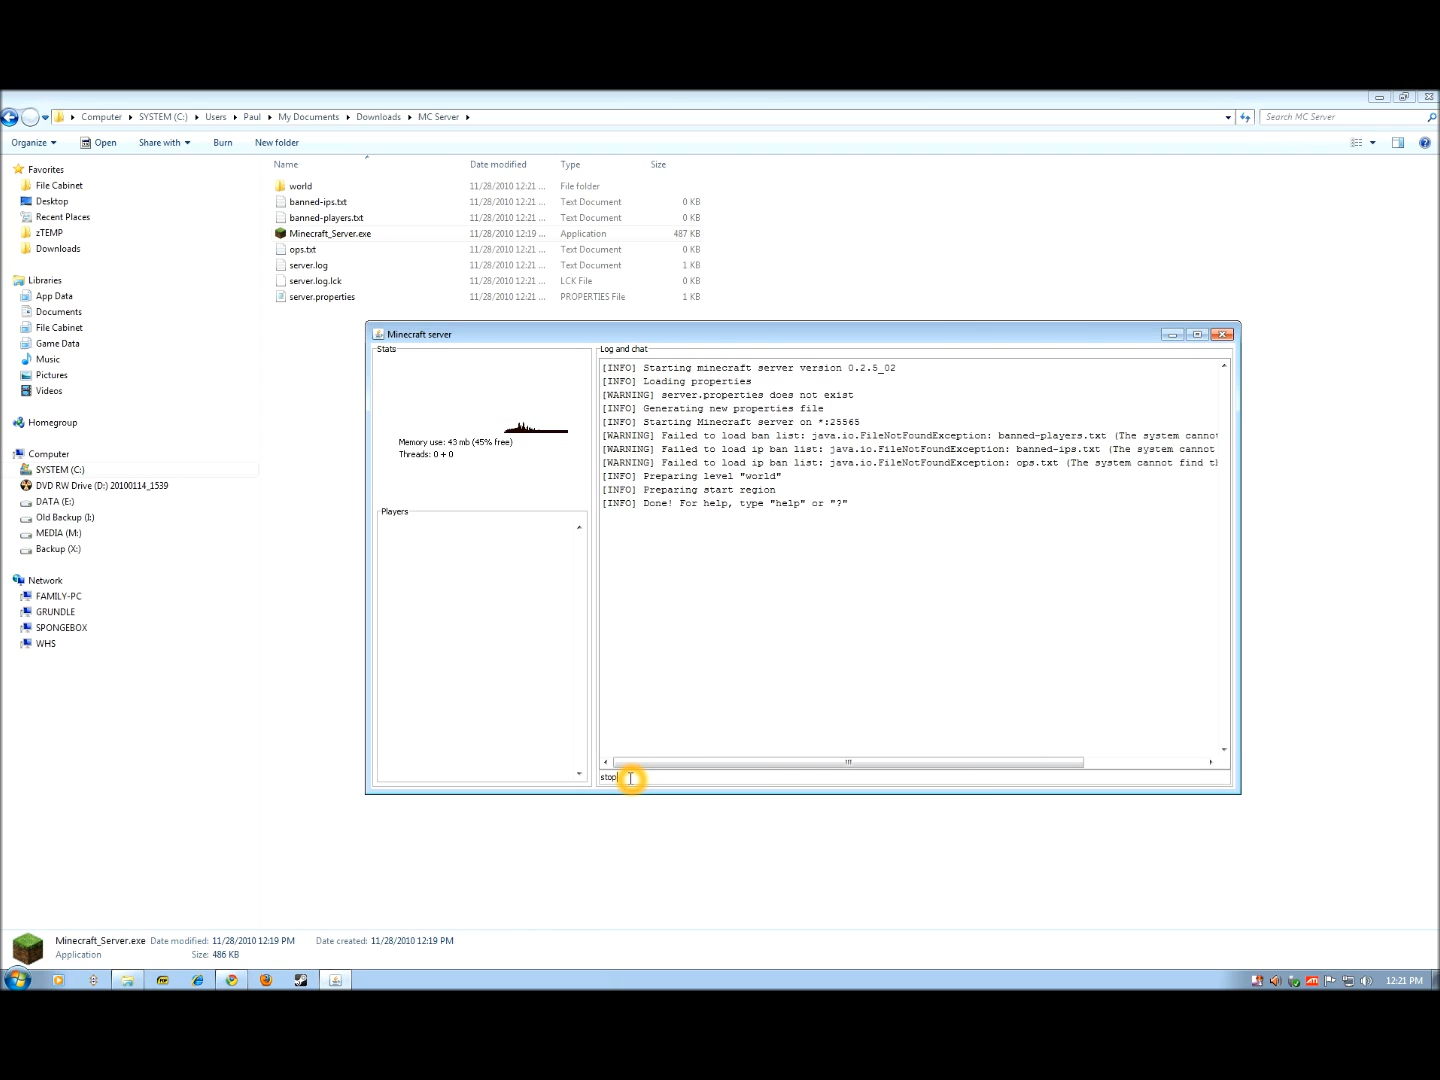 Computer ▸ SYSTEM (C:) ▸ Users ▸ Paul ▸ My Documents ▸ Downloads ▸ MC Server ▸
Search MC Server
Organize ▾ Open Share with ▾ Burn New folder
Name Date modified Type Size
Favorites
File Cabinet
Desktop
Recent Places
zTEMP
Downloads
Libraries
App Data
Documents
File Cabinet
Game Data
Music
Pictures
Videos
Homegroup
Computer
SYSTEM (C:)
DVD RW Drive (D:) 20100114_1539
DATA (E:)
Old Backup (I:)
MEDIA (M:)
Backup (X:)
Network
FAMILY-PC
GRUNDLE
SPONGEBOX
WHS
world 11/28/2010 12:21 ... File folder
banned-ips.txt 11/28/2010 12:21 ... Text Document 0 KB
banned-players.txt 11/28/2010 12:21 ... Text Document 0 KB
Minecraft_Server.exe 11/28/2010 12:19 ... Application 487 KB
ops.txt 11/28/2010 12:21 ... Text Document 0 KB
server.log 11/28/2010 12:21 ... Text Document 1 KB
server.log.lck 11/28/2010 12:21 ... LCK File 0 KB
server.properties 11/28/2010 12:21 ... PROPERTIES File 1 KB
Minecraft server
Stats
Memory use: 43 mb (45% free)
Threads: 0 + 0
Players
Log and chat
[INFO] Starting minecraft server version 0.2.5_02
[INFO] Loading properties
[WARNING] server.properties does not exist
[INFO] Generating new properties file
[INFO] Starting Minecraft server on *:25565
[WARNING] Failed to load ban list: java.io.FileNotFoundException: banned-players.txt (The system cannot
[WARNING] Failed to load ip ban list: java.io.FileNotFoundException: banned-ips.txt (The system cannot
[WARNING] Failed to load ip ban list: java.io.FileNotFoundException: ops.txt (The system cannot find th
[INFO] Preparing level "world"
[INFO] Preparing start region
[INFO] Done! For help, type "help" or "?"
stop
Minecraft_Server.exe Date modified: 11/28/2010 12:19 PM Date created: 11/28/2010 12:19 PM
Application Size: 486 KB
12:21 PM